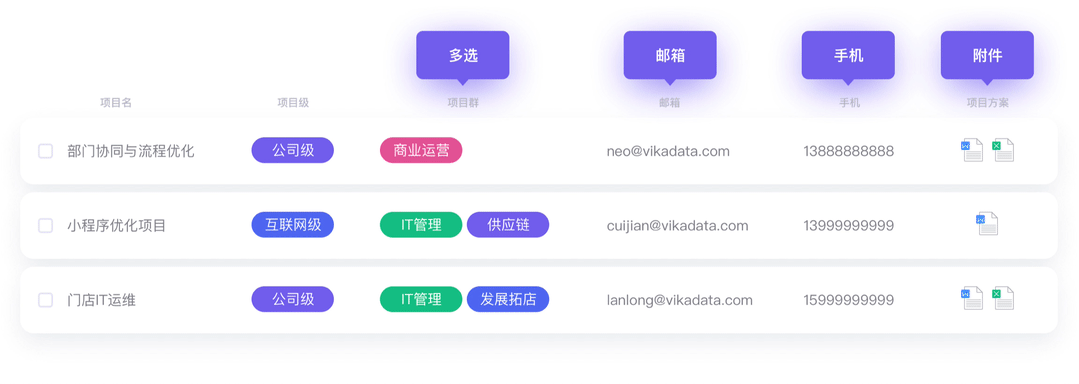 多选 邮箱 手机 附件
项目名 项目级 项目群 邮箱 手机 项目方案
部门协同与流程优化 公司级 商业运营 neo@vikadata.com 13888888888
小程序优化项目 互联网级 IT管理 供应链 cuijian@vikadata.com 13999999999
门店IT运维 公司级 IT管理 发展拓店 lanlong@vikadata.com 15999999999